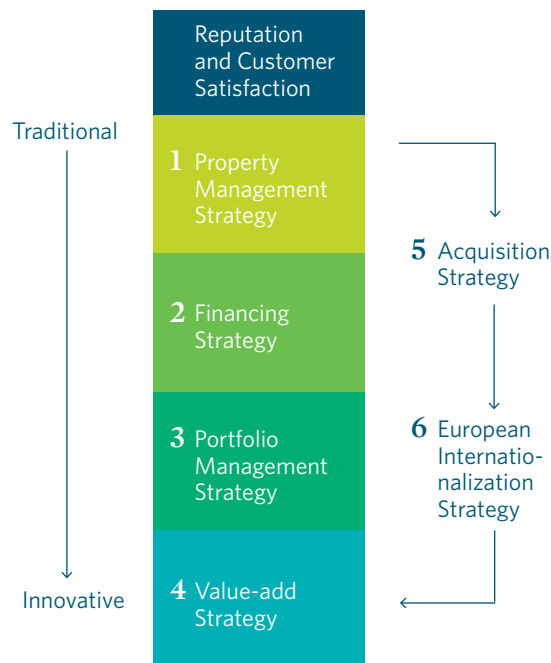 Reputation
and Customer
Satisfaction
Traditional
1 Property
Management
Strategy
2 Financing
Strategy
3 Portfolio
Management
Strategy
4 Value-add
Strategy
Innovative
5 Acquisition
Strategy
6 European
Internatio-
nalization
Strategy